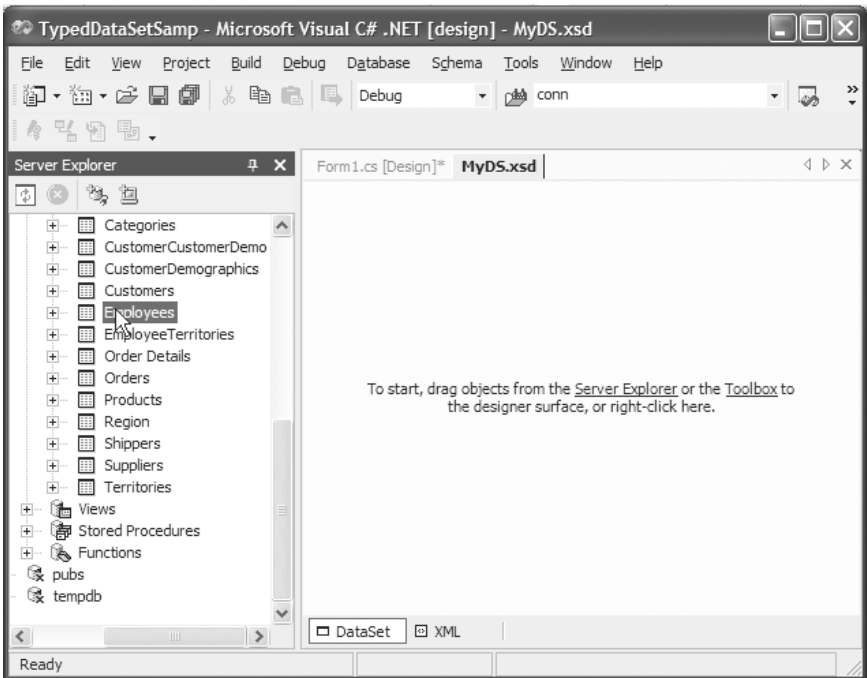 TypedDataSetSamp - Microsoft Visual C# .NET [design] - MyDS.xsd
File Edit View Project Build Debug Database Schema Tools Window Help
Debug conn
Server Explorer
Form1.cs [Design]* MyDS.xsd
Categories
CustomerCustomerDemo
CustomerDemographics
Customers
Employees
EmployeeTerritories
Order Details
Orders
Products
Region
Shippers
Suppliers
Territories
Views
Stored Procedures
Functions
pubs
tempdb
To start, drag objects from the Server Explorer or the Toolbox to
the designer surface, or right-click here.
DataSet XML
Ready